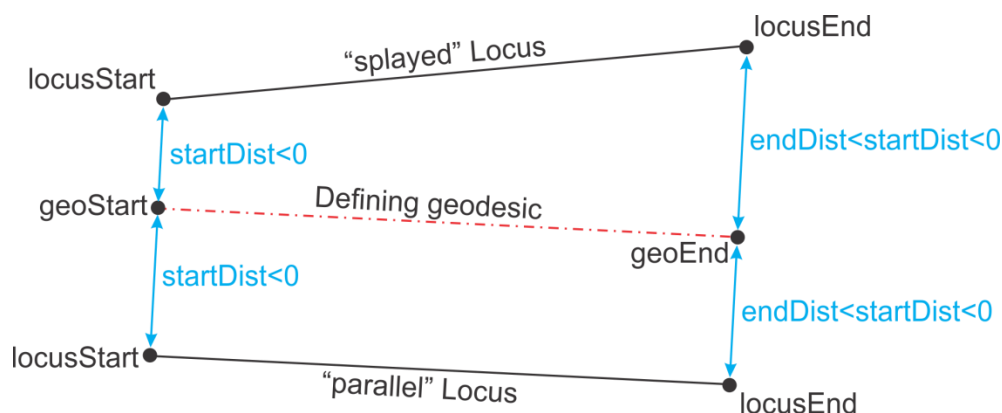 locusEnd
“splayed” Locus
locusStart
startDist<0
endDist<startDist<0
geoStart
Defining geodesic
geoEnd
startDist<0
endDist<startDist<0
locusStart
“parallel” Locus
locusEnd